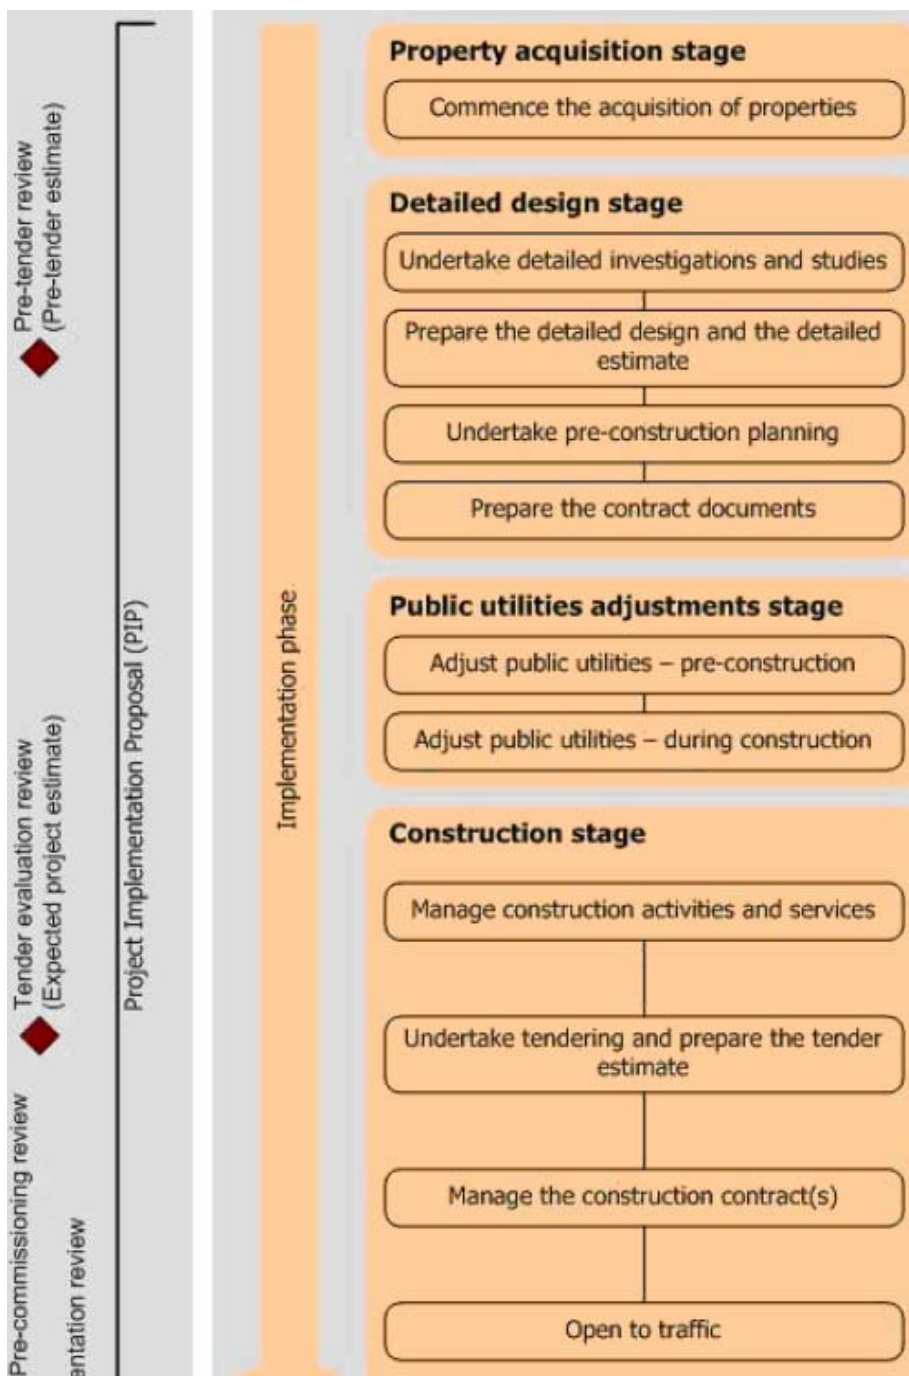 Pre-tender review
(Pre-tender estimate)
Tender evaluation review
(Expected project estimate)
Pre-commissioning review
review
Project Implementation Proposal (PIP)
Implementation phase
Property acquisition stage
Commence the acquisition of properties
Detailed design stage
Undertake detailed investigations and studies
Prepare the detailed design and the detailed
estimate
Undertake pre-construction planning
Prepare the contract documents
Public utilities adjustments stage
Adjust public utilities – pre-construction
Adjust public utilities – during construction
Construction stage
Manage construction activities and services
Undertake tendering and prepare the tender
estimate
Manage the construction contract(s)
Open to traffic